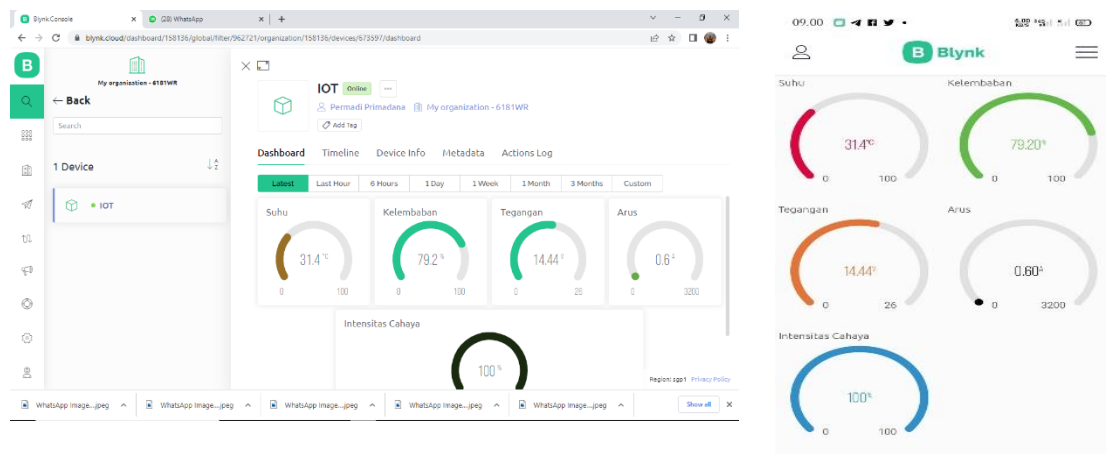 Blynk.Console
(20) WhatsApp
blynk.cloud/dashboard/158136/global/filter/962721/organization/158136/devices/673597/dashboard
B
My organization - 6181WR
← Back
Search
1 Device
IOT
IOT Online ...
Permadi Primadana My organization - 6181WR
Add Tag
Dashboard Timeline Device Info Metadata Actions Log
Latest Last Hour 6 Hours 1 Day 1 Week 1 Month 3 Months Custom
Suhu
31.4 °C
0 100
Kelembaban
79.2 %
0 100
Tegangan
14.44 V
0 26
Arus
0.6 A
0 3200
Intensitas Cahaya
100 %
Region: sgp1 Privacy Policy
WhatsApp Image...jpeg
WhatsApp Image...jpeg
WhatsApp Image...jpeg
WhatsApp Image...jpeg
WhatsApp Image...jpeg
Show all
09.00
B Blynk
Suhu
31.4°C
0 100
Kelembaban
79.20%
0 100
Tegangan
14.44V
0 26
Arus
0.60A
0 3200
Intensitas Cahaya
100%
0 100